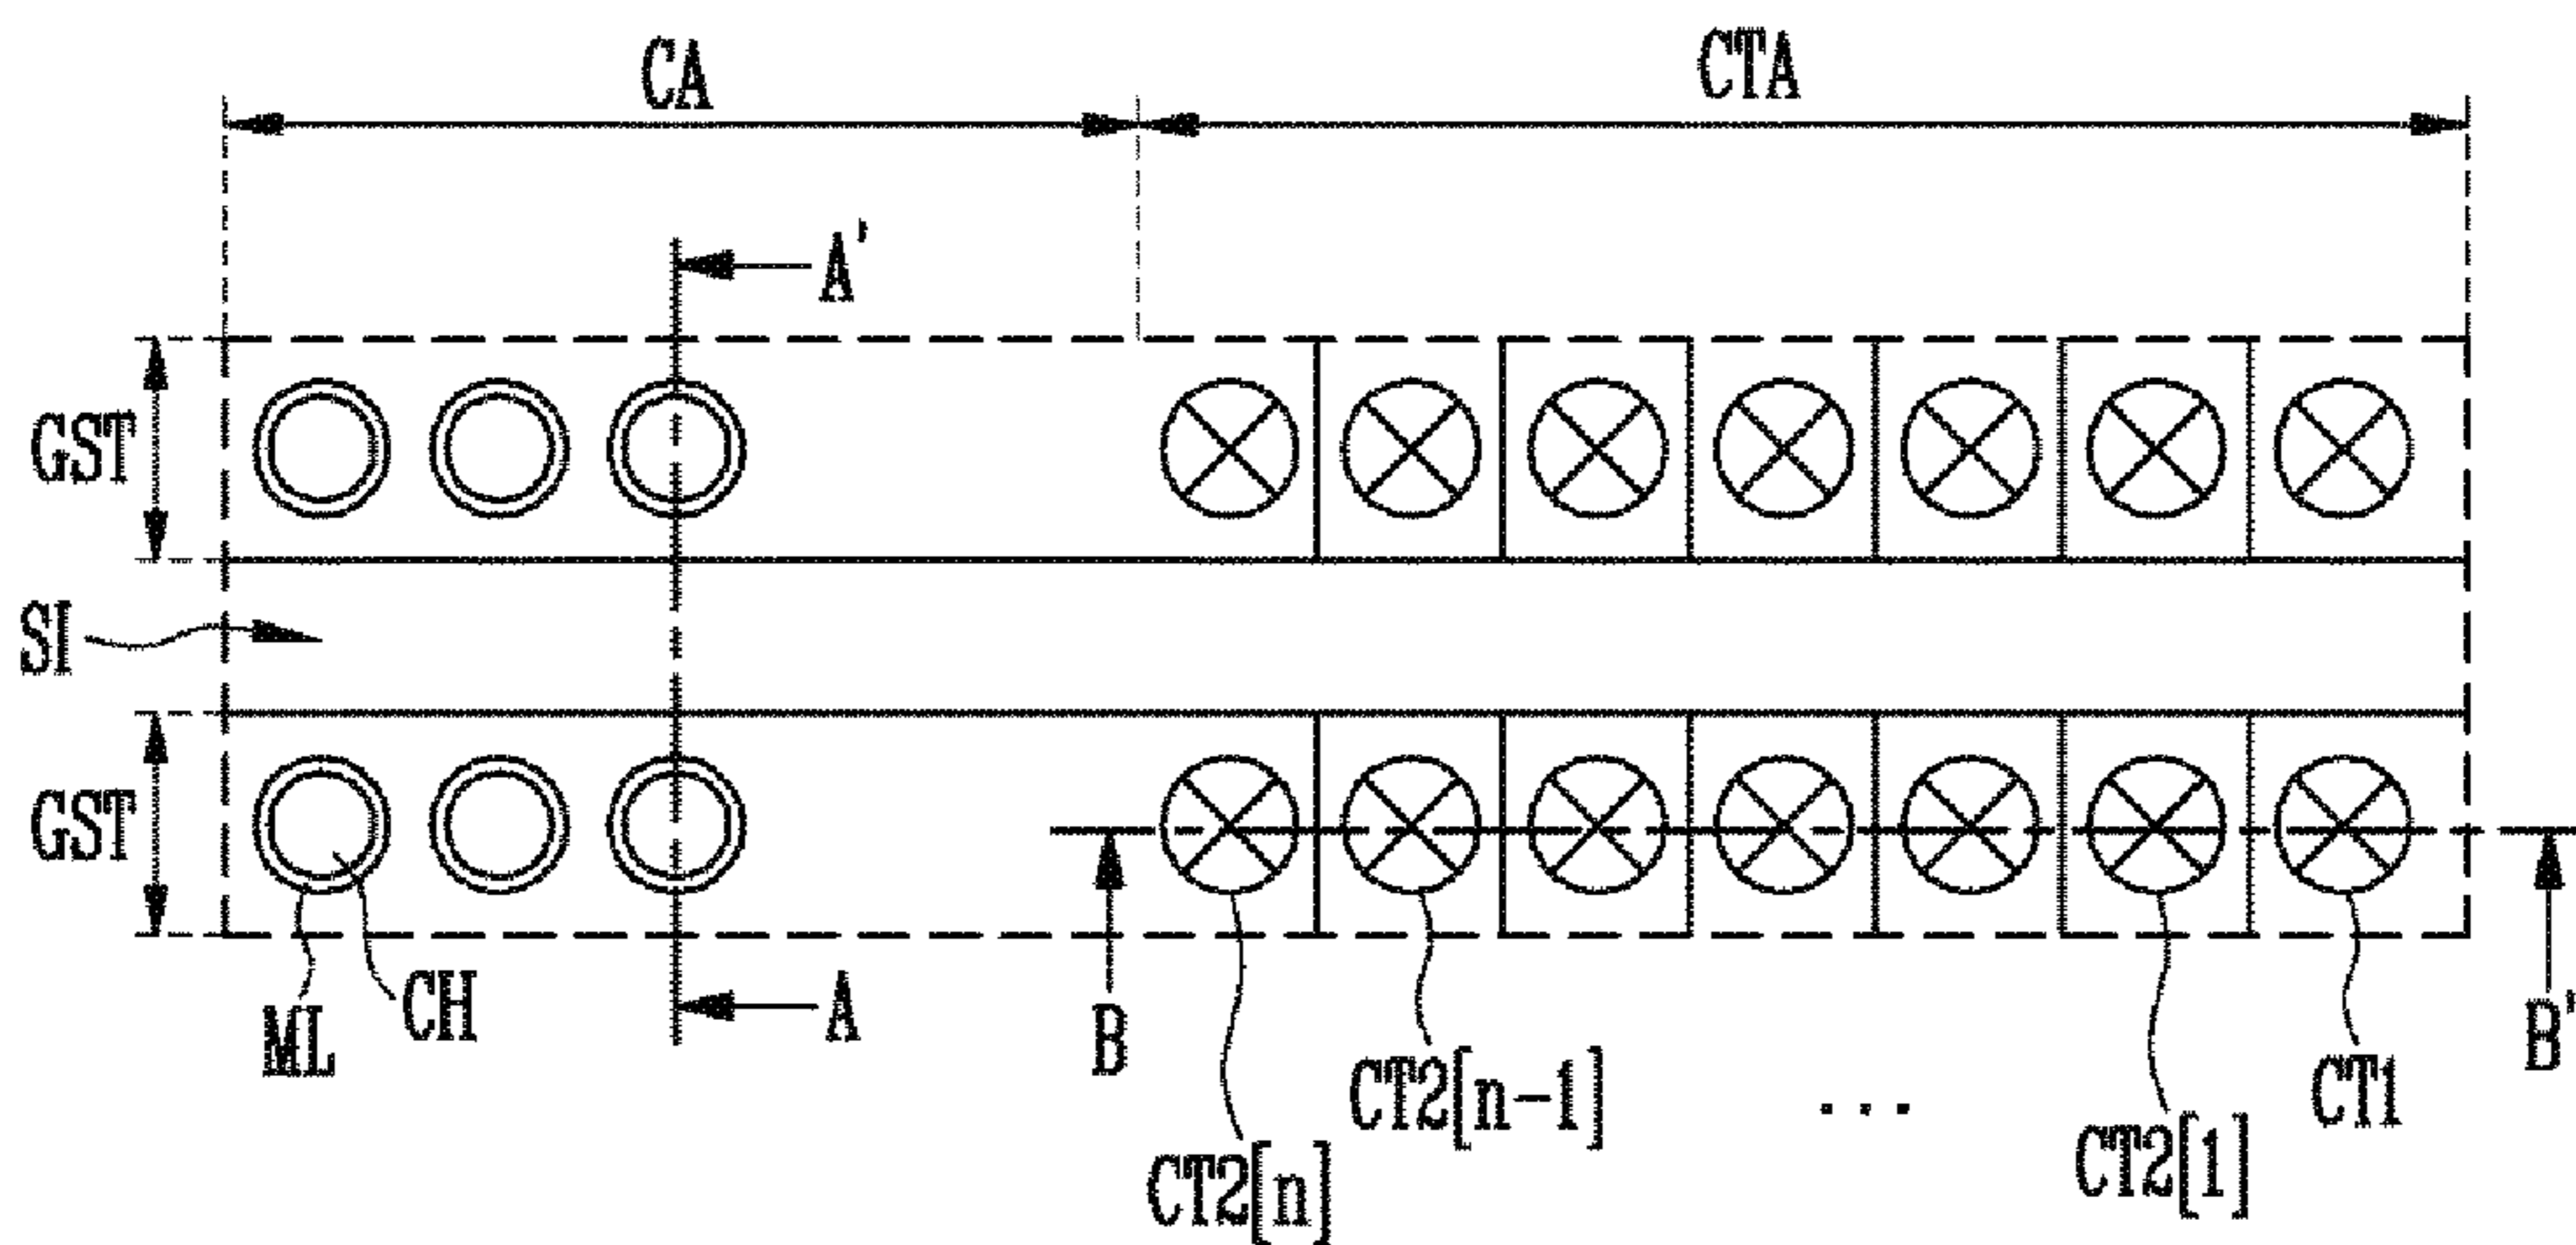 CA CTA
A'
GST
SI
GST
ML CH A B B'
CT2[n] CT2[n-1] ... CT2[1] CT1